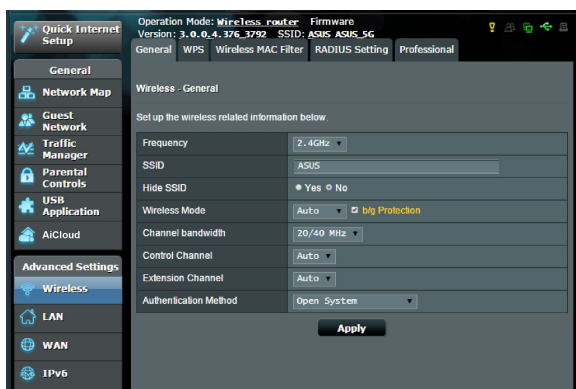 Quick Internet
Setup
Operation Mode: Wireless router Firmware
Version: 3.0.0.4.376_3792 SSID: ASUS ASUS_5G
General WPS Wireless MAC Filter RADIUS Setting Professional
General
Network Map
Guest
Network
Traffic
Manager
Parental
Controls
USB
Application
AiCloud
Advanced Settings
Wireless
LAN
WAN
IPv6
Wireless - General
Set up the wireless related information below.
Frequency 2.4GHz
SSID ASUS
Hide SSID Yes No
Wireless Mode Auto b/g Protection
Channel bandwidth 20/40 MHz
Control Channel Auto
Extension Channel Auto
Authentication Method Open System
Apply